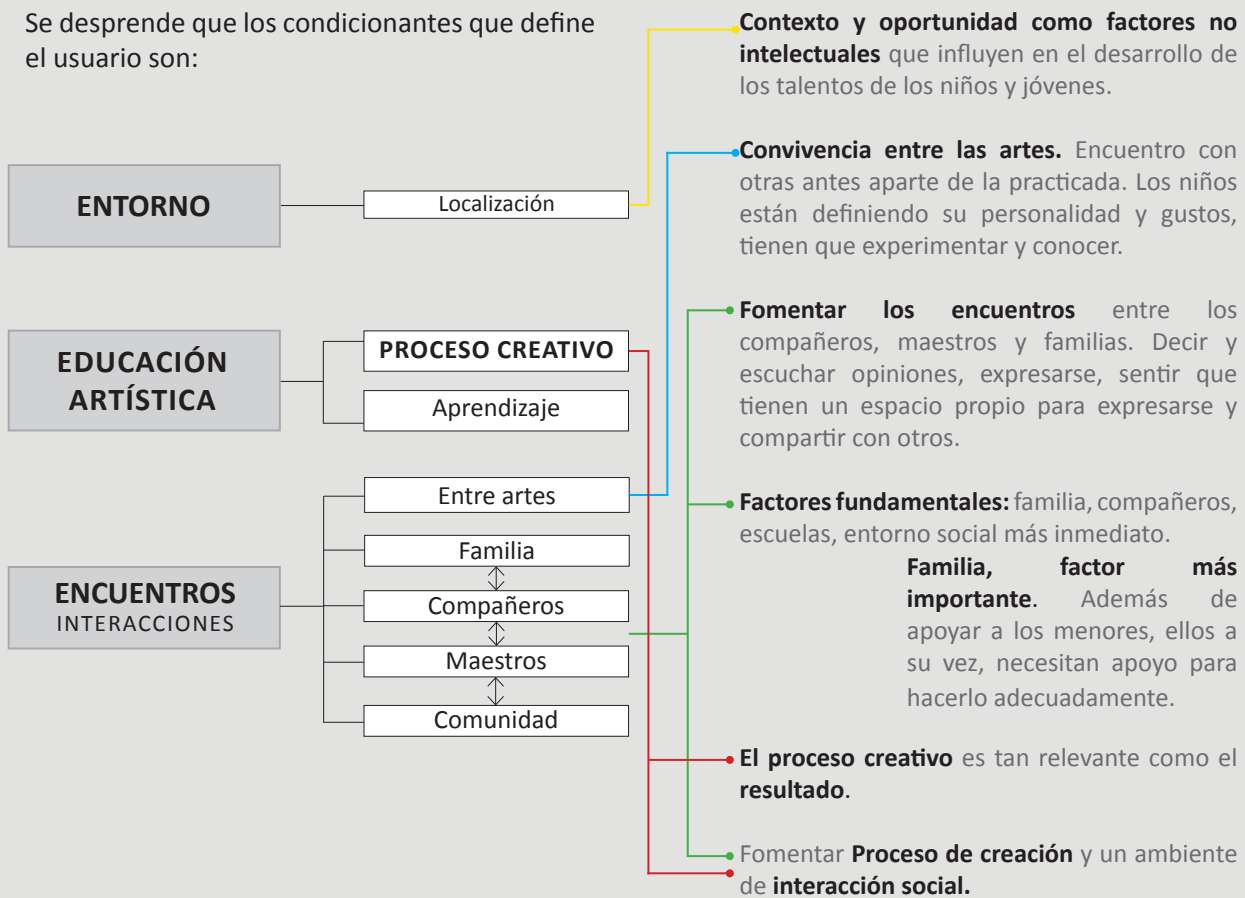 Se desprende que los condicionantes que define
el usuario son:
ENTORNO
Localización
EDUCACIÓN
ARTÍSTICA
PROCESO CREATIVO
Aprendizaje
ENCUENTROS
INTERACCIONES
Entre artes
Familia
Compañeros
Maestros
Comunidad
Contexto y oportunidad como factores no
intelectuales que influyen en el desarrollo de
los talentos de los niños y jóvenes.
Convivencia entre las artes. Encuentro con
otras antes aparte de la practicada. Los niños
están definiendo su personalidad y gustos,
tienen que experimentar y conocer.
Fomentar los encuentros entre los
compañeros, maestros y familias. Decir y
escuchar opiniones, expresarse, sentir que
tienen un espacio propio para expresarse y
compartir con otros.
Factores fundamentales: familia, compañeros,
escuelas, entorno social más inmediato.
Familia, factor más
importante. Además de
apoyar a los menores, ellos a
su vez, necesitan apoyo para
hacerlo adecuadamente.
El proceso creativo es tan relevante como el
resultado.
Fomentar Proceso de creación y un ambiente
de interacción social.